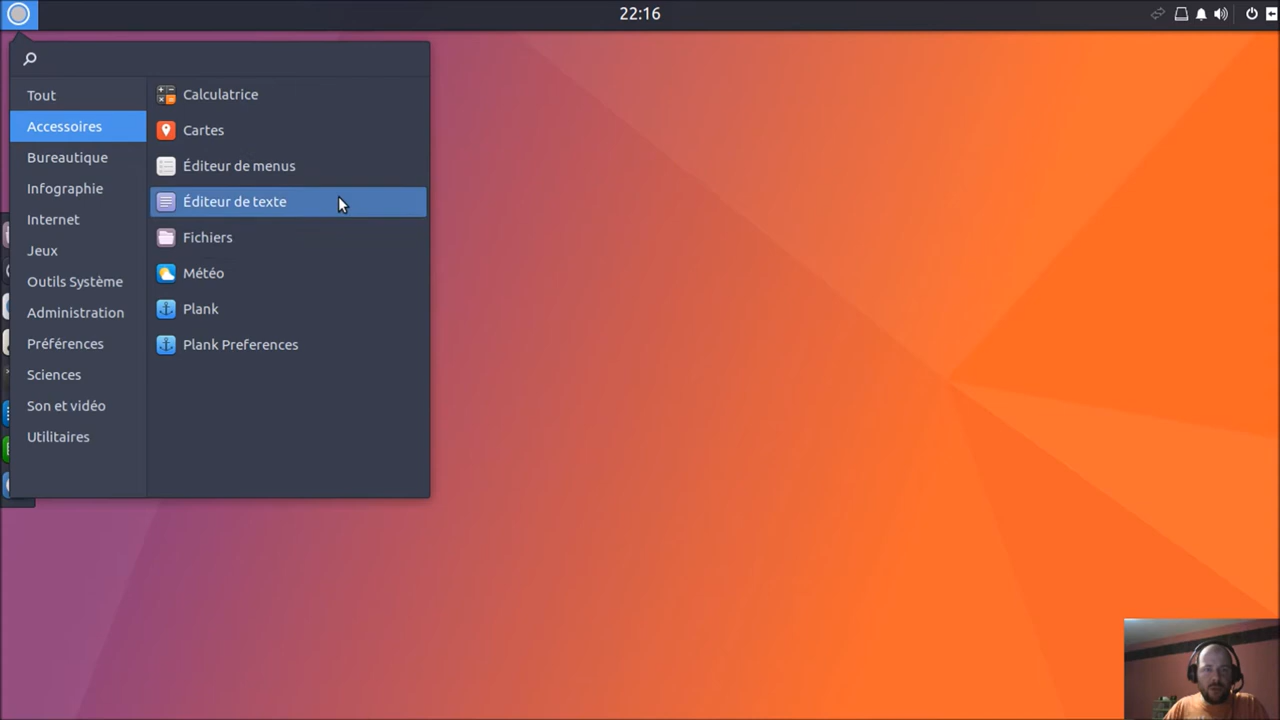 22:16
Tout
Accessoires
Bureautique
Infographie
Internet
Jeux
Outils Système
Administration
Préférences
Sciences
Son et vidéo
Utilitaires
Calculatrice
Cartes
Éditeur de menus
Éditeur de texte
Fichiers
Météo
Plank
Plank Preferences